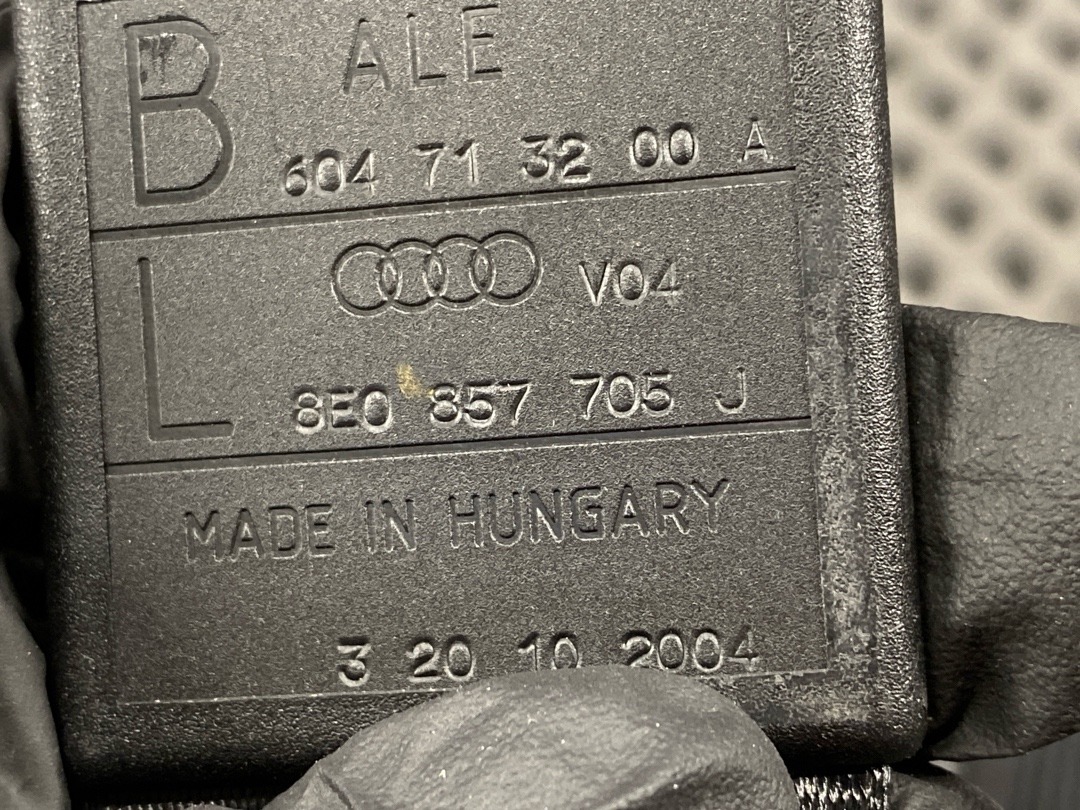 B ALE
604 71 32 00 A
L V04
8E0 857 705 J
MADE IN HUNGARY
3 20 10 2004